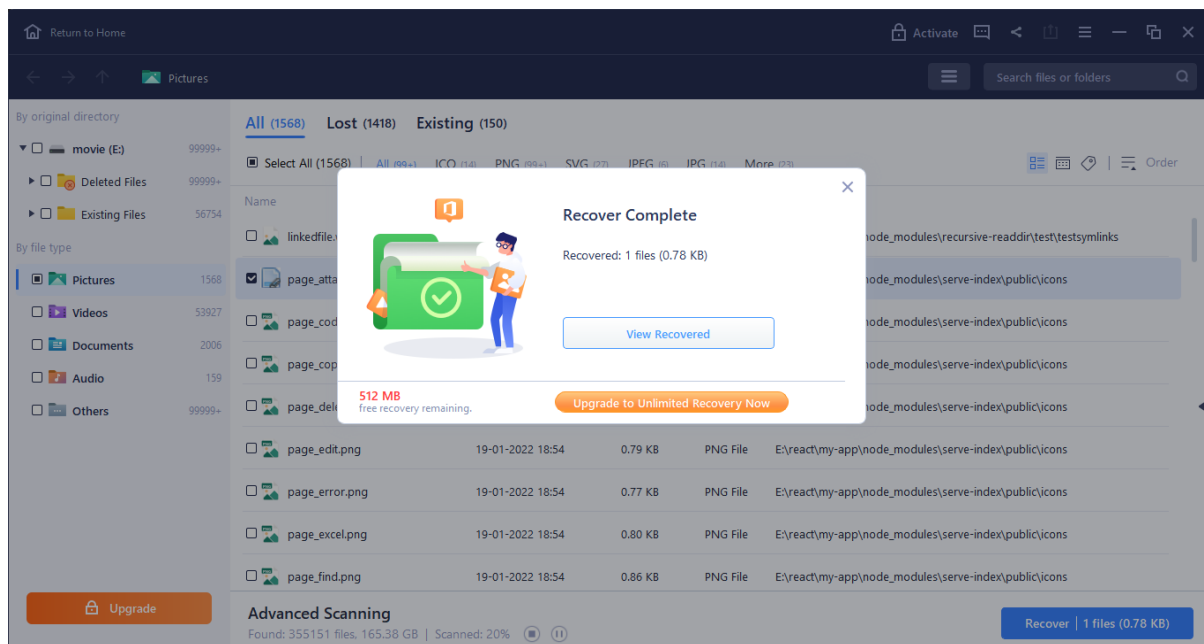 Return to Home
Activate
Pictures
Search files or folders
By original directory
movie (E:) 99999+
Deleted Files 99999+
Existing Files 56754
By file type
Pictures 1568
Videos 53927
Documents 2006
Audio 159
Others 99999+
Upgrade
All (1568) Lost (1418) Existing (150)
Select All (1568) All (99+) ICO (14) PNG (99+) SVG (27) JPEG (6) JPG (14) More (23)
Order
Name
linkedfile. node_modules\recursive-readdir\test\testsymlinks
page_atta node_modules\serve-index\public\icons
page_cod node_modules\serve-index\public\icons
page_cop node_modules\serve-index\public\icons
page_dele node_modules\serve-index\public\icons
page_edit.png 19-01-2022 18:54 0.79 KB PNG File E:\react\my-app\node_modules\serve-index\public\icons
page_error.png 19-01-2022 18:54 0.77 KB PNG File E:\react\my-app\node_modules\serve-index\public\icons
page_excel.png 19-01-2022 18:54 0.80 KB PNG File E:\react\my-app\node_modules\serve-index\public\icons
page_find.png 19-01-2022 18:54 0.86 KB PNG File E:\react\my-app\node_modules\serve-index\public\icons
Recover Complete
Recovered: 1 files (0.78 KB)
View Recovered
512 MB
free recovery remaining.
Upgrade to Unlimited Recovery Now
Advanced Scanning
Found: 355151 files, 165.38 GB | Scanned: 20%
Recover | 1 files (0.78 KB)